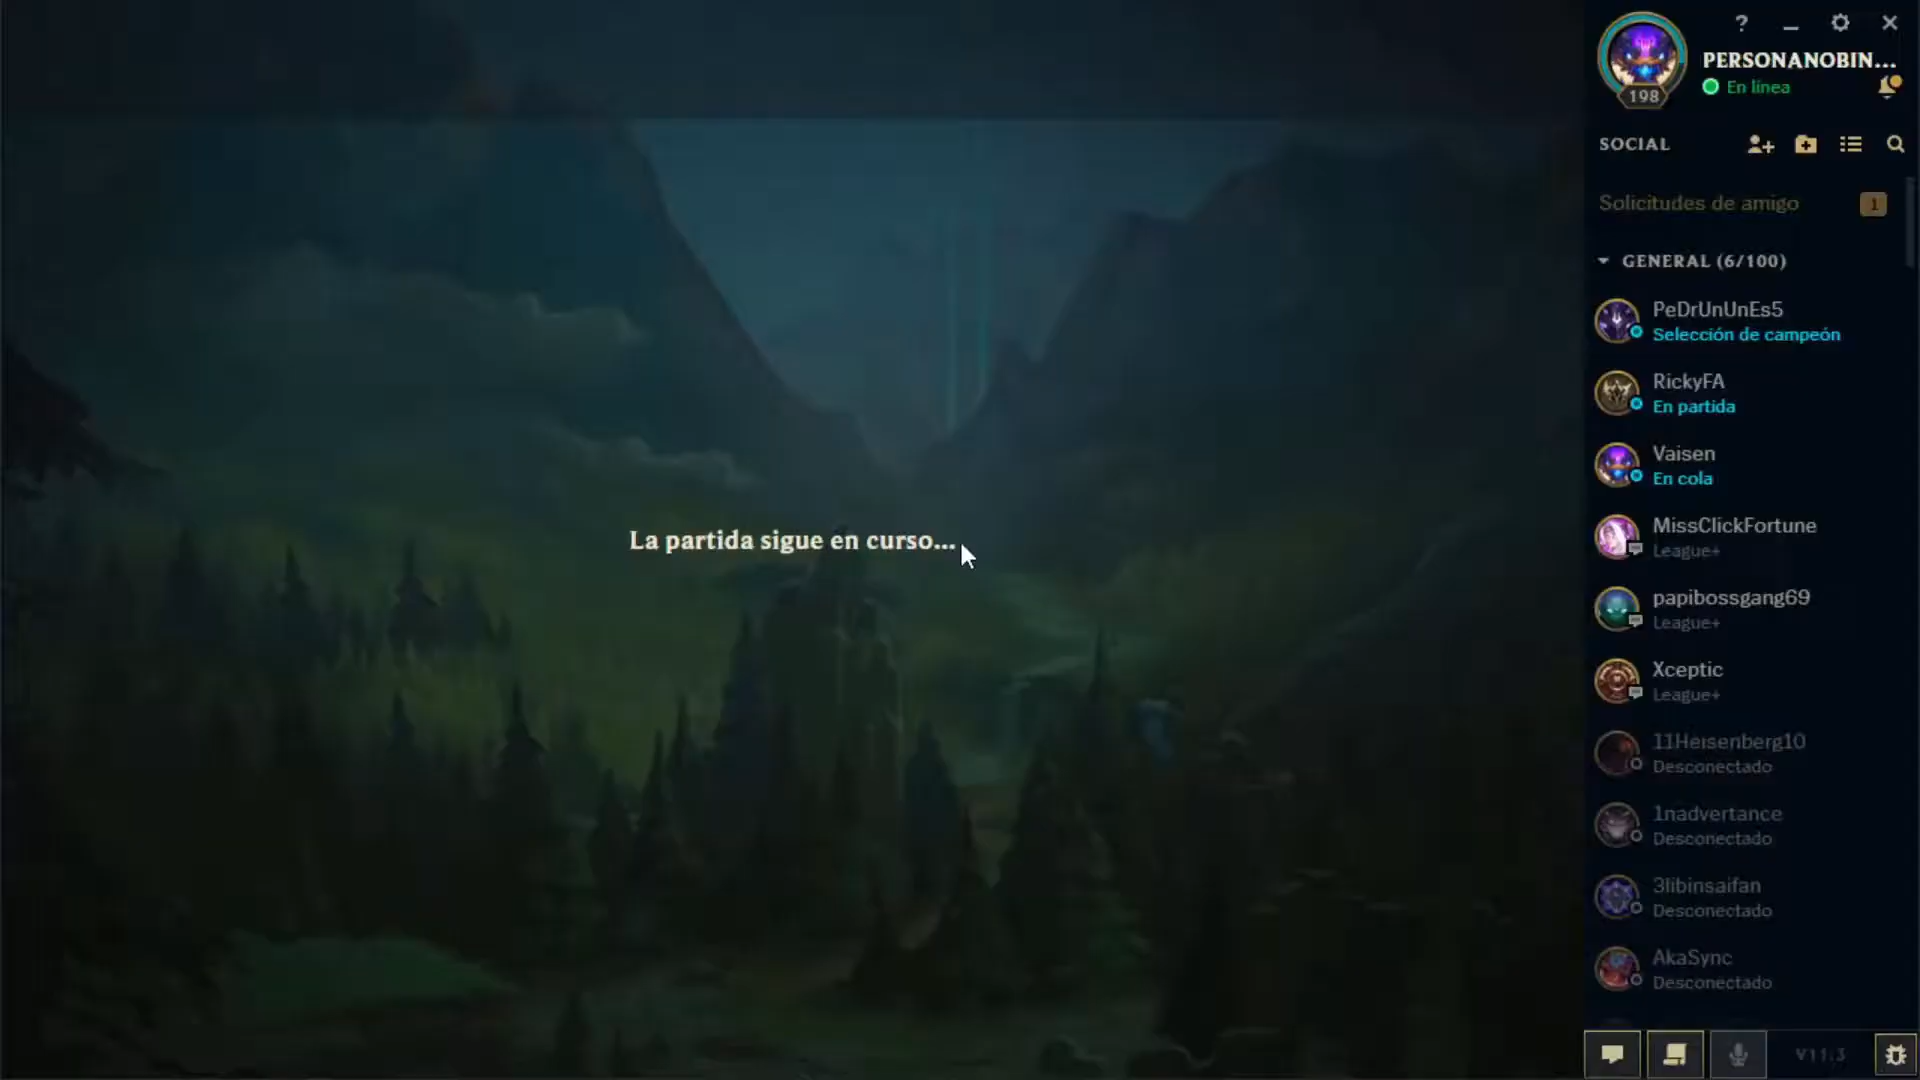 ?
PERSONANOBIN...
198
En línea
SOCIAL
Solicitudes de amigo
1
GENERAL (6/100)
PeDrUnUnEs5
Selección de campeón
RickyFA
En partida
Vaisen
En cola
La partida sigue en curso...
MissClickFortune
League+
papibossgang69
League+
Xceptic
League+
11Heisenberg10
Desconectado
1nadvertance
Desconectado
3libinsaifan
Desconectado
AkaSync
Desconectado
V11.3